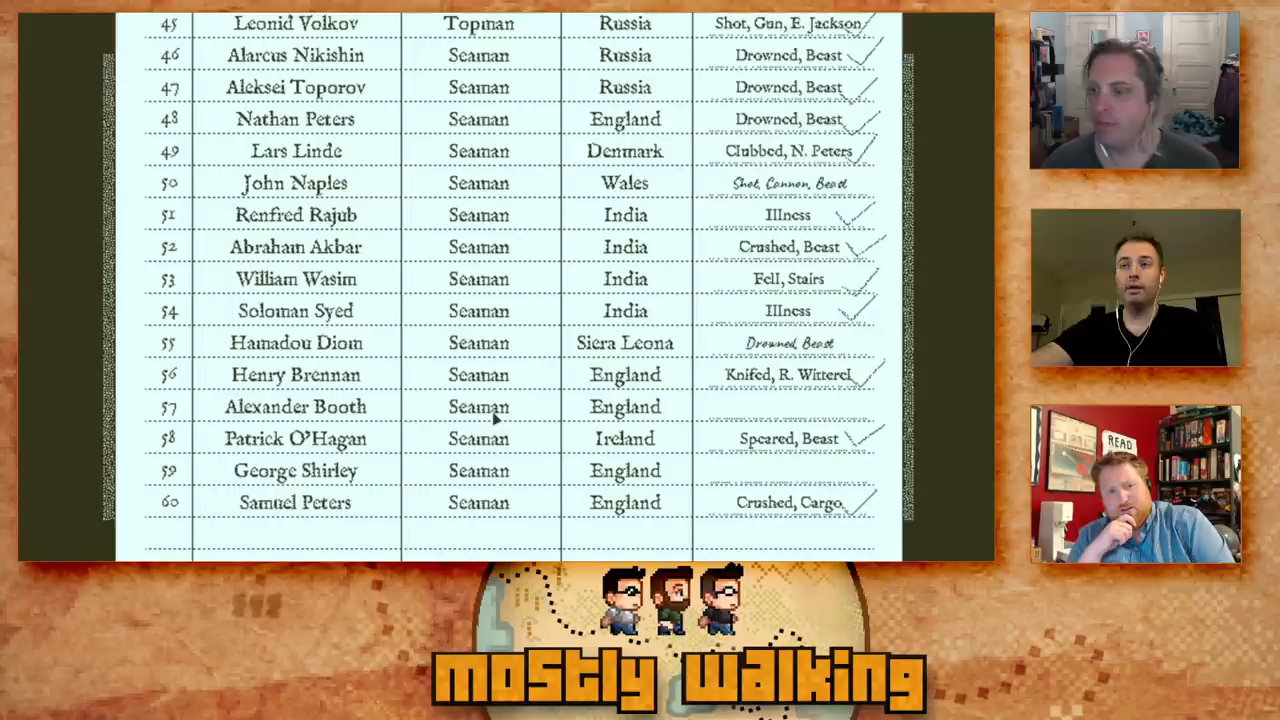 45 Leonid Volkov Topman Russia Shot, Gun, E. Jackson
46 Alarcus Nikishin Seaman Russia Drowned, Beast
47 Aleksei Toporov Seaman Russia Drowned, Beast
48 Nathan Peters Seaman England Drowned, Beast
49 Lars Linde Seaman Denmark Clubbed, N. Peters
50 John Naples Seaman Wales Shot, Cannon, Beast
51 Renfred Rajub Seaman India Illness
52 Abraham Akbar Seaman India Crushed, Beast
53 William Wasim Seaman India Fell, Stairs
54 Soloman Syed Seaman India Illness
55 Hamadou Diom Seaman Siera Leona Drowned, Beast
56 Henry Brennan Seaman England Knifed, R. Witterel
57 Alexander Booth Seaman England
58 Patrick O'Hagan Seaman Ireland Speared, Beast
59 George Shirley Seaman England
60 Samuel Peters Seaman England Crushed, Cargo
READ
mostly walking